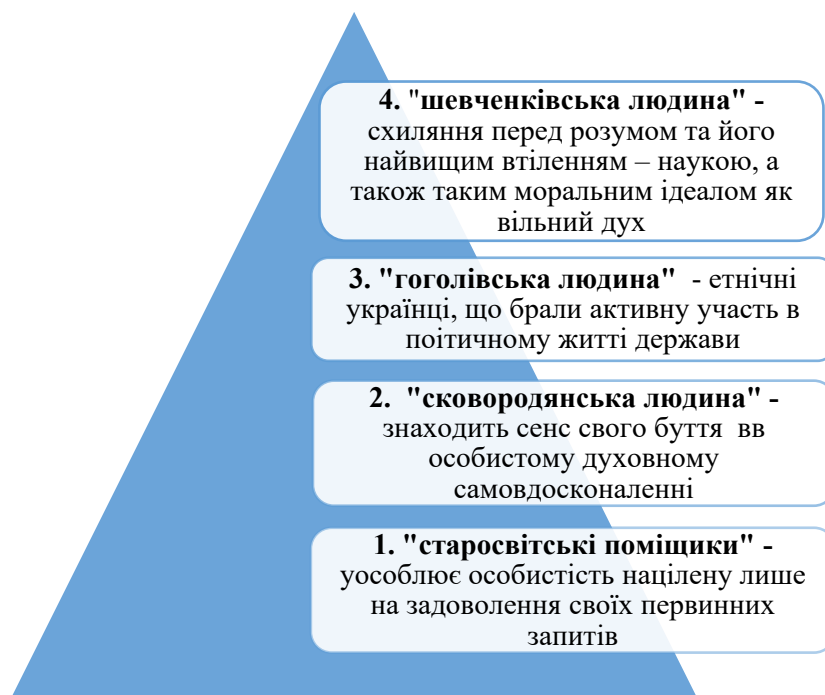 4. "шевченківська людина" -
схиляння перед розумом та його
найвищим втіленням – наукою, а
також таким моральним ідеалом як
вільний дух
3. "гоголівська людина" - етнічні
українці, що брали активну участь в
поітичному житті держави
2. "сковородянська людина" -
знаходить сенс свого буття вв
особистому духовному
самовдосконаленні
1. "старосвітські поміщики" -
уособлює особистість націлену лише
на задоволення своїх первинних
запитів